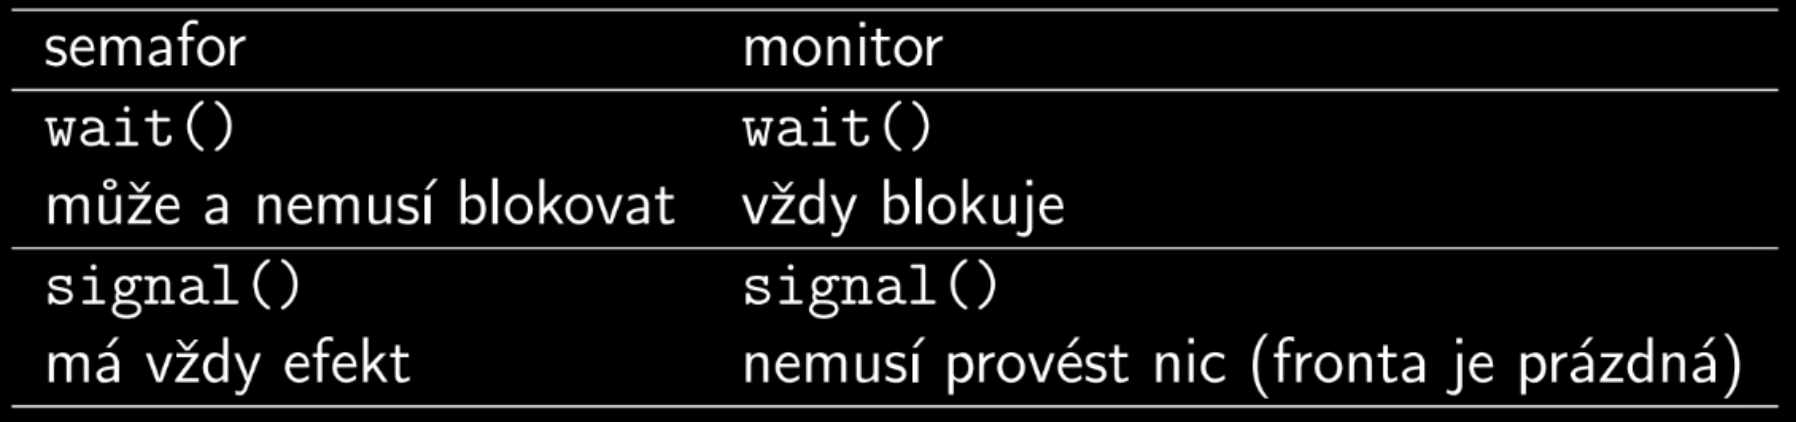 semafor monitor
wait() wait()
může a nemusí blokovat vždy blokuje
signal() signal()
má vždy efekt nemusí provést nic (fronta je prázdná)